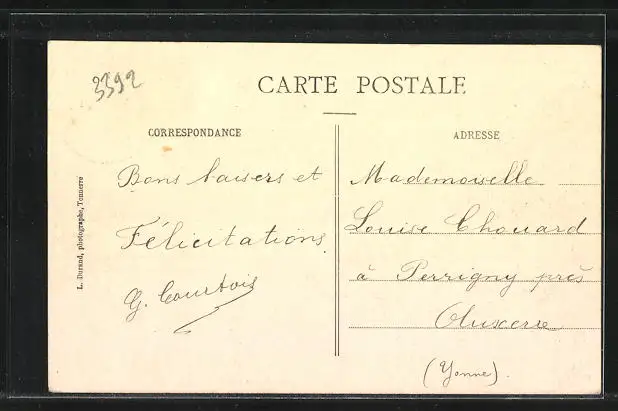 3392
CARTE POSTALE
CORRESPONDANCE
ADRESSE
L. Durand, photographe, Tonnerre
Bons baisers et
Félicitations
G. Courtois
Mademoiselle
Louise Chouard
à Perrigny près
Auxerre
(Yonne).